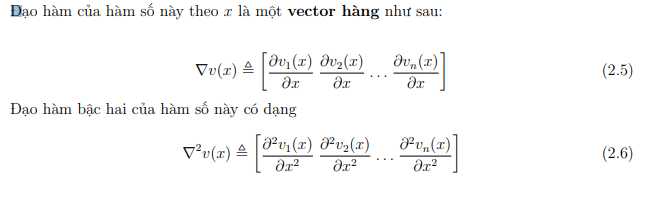 Đạo hàm của hàm số này theo x là một vector hàng như sau:
∇v(x) ≜ [∂v₁(x)/∂x ∂v₂(x)/∂x … ∂vₙ(x)/∂x] (2.5)
Đạo hàm bậc hai của hàm số này có dạng
∇²v(x) ≜ [∂²v₁(x)/∂x² ∂²v₂(x)/∂x² … ∂²vₙ(x)/∂x²] (2.6)